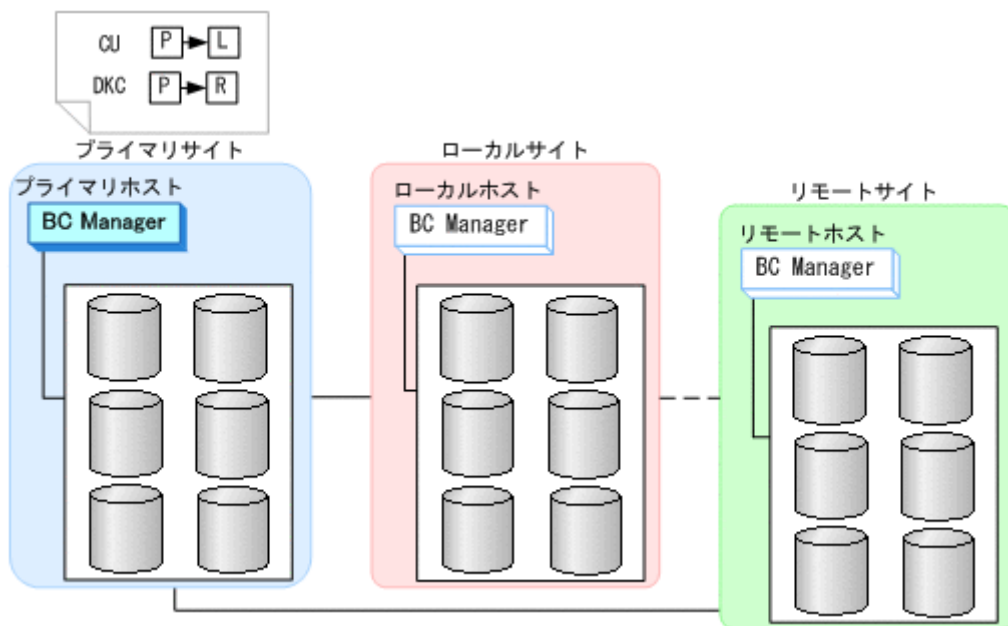 CU P L
DKC P R
プライマリサイト
プライマリホスト
BC Manager
ローカルサイト
ローカルホスト
BC Manager
リモートサイト
リモートホスト
BC Manager